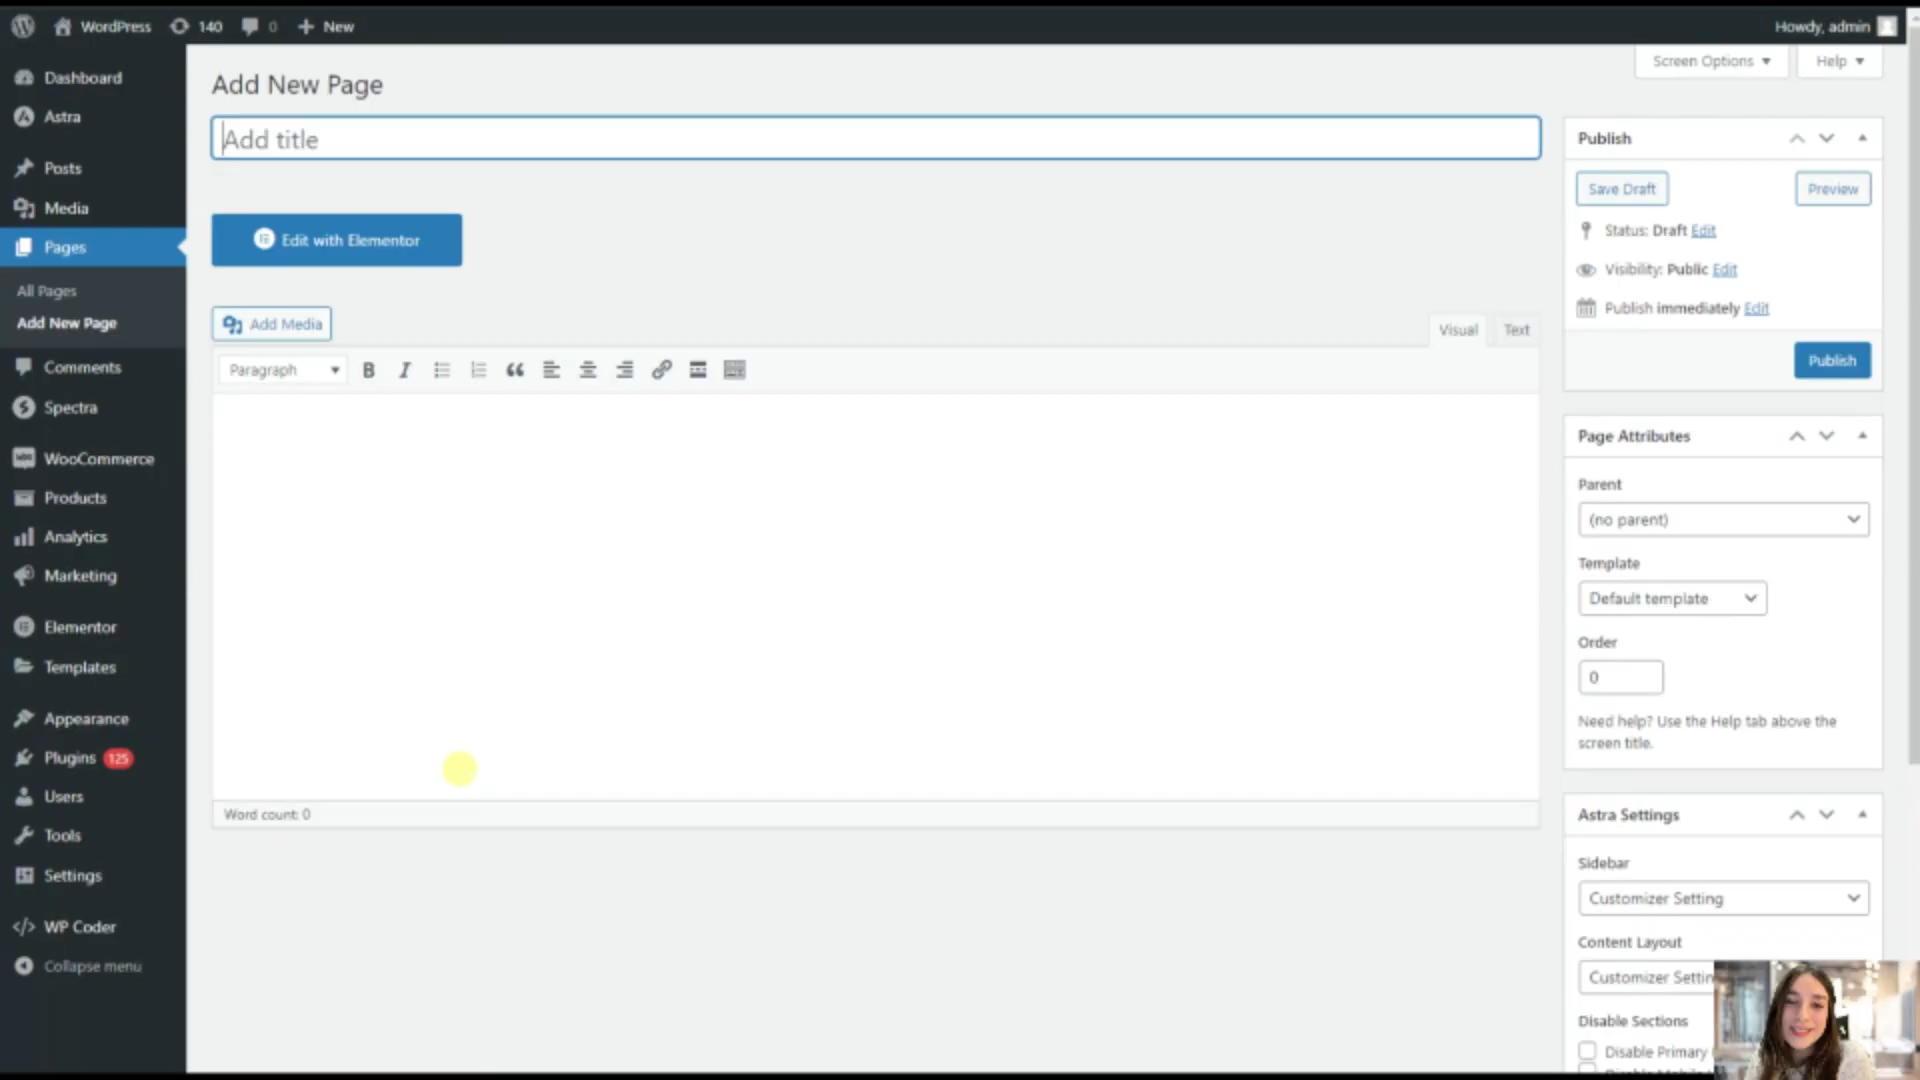 WordPress 140 0 New Howdy, admin
Screen Options Help
Dashboard
Astra
Posts
Media
Pages
All Pages
Add New Page
Comments
Spectra
WooCommerce
Products
Analytics
Marketing
Elementor
Templates
Appearance
Plugins 125
Users
Tools
Settings
WP Coder
Collapse menu
Add New Page
Add title
Edit with Elementor
Add Media
Visual Text
Paragraph
Word count: 0
Publish
Save Draft Preview
Status: Draft Edit
Visibility: Public Edit
Publish immediately Edit
Publish
Page Attributes
Parent
(no parent)
Template
Default template
Order
0
Need help? Use the Help tab above the
screen title.
Astra Settings
Sidebar
Customizer Setting
Content Layout
Customizer Settin
Disable Sections
Disable Primary